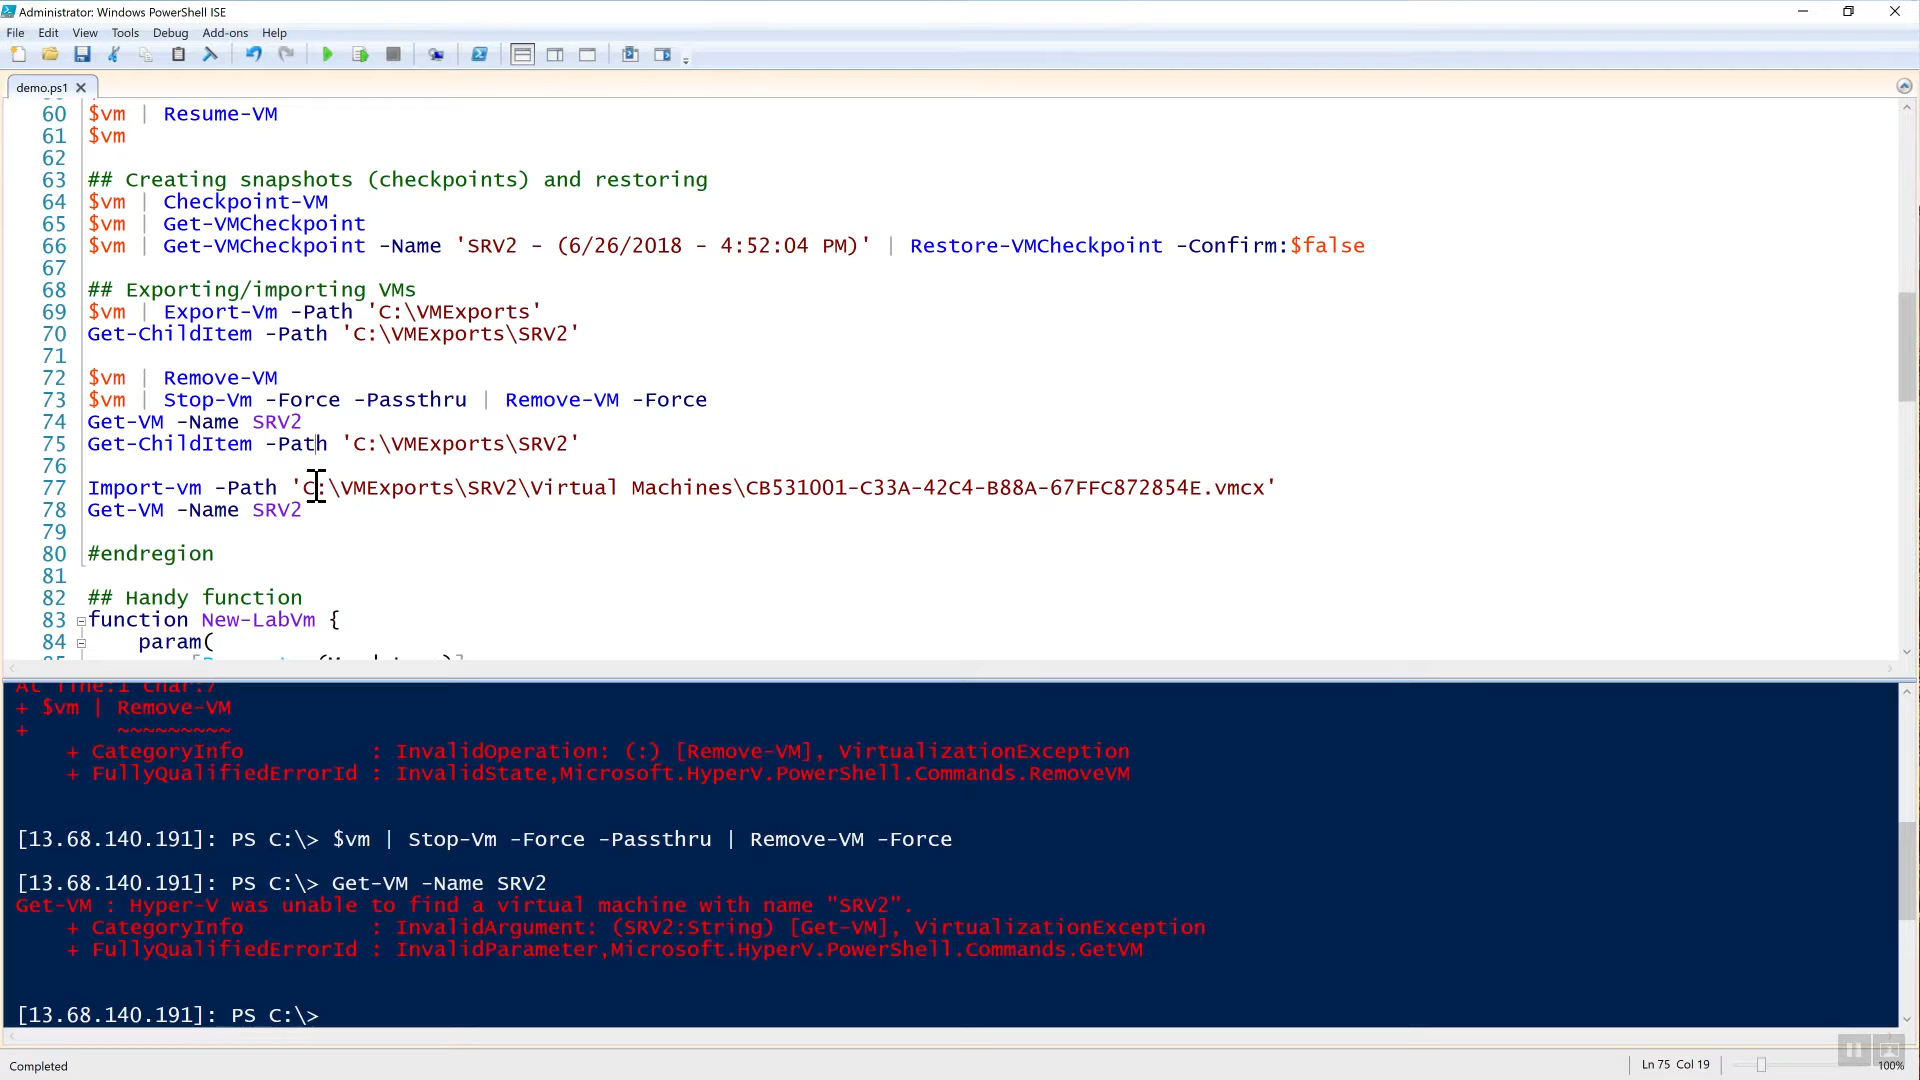 Administrator: Windows PowerShell ISE
File Edit View Tools Debug Add-ons Help
demo.ps1
60 $vm | Resume-VM
61 $vm
62
63 ## Creating snapshots (checkpoints) and restoring
64 $vm | Checkpoint-VM
65 $vm | Get-VMCheckpoint
66 $vm | Get-VMCheckpoint -Name 'SRV2 - (6/26/2018 - 4:52:04 PM)' | Restore-VMCheckpoint -Confirm:$false
67
68 ## Exporting/importing VMs
69 $vm | Export-Vm -Path 'C:\VMExports'
70 Get-ChildItem -Path 'C:\VMExports\SRV2'
71
72 $vm | Remove-VM
73 $vm | Stop-Vm -Force -Passthru | Remove-VM -Force
74 Get-VM -Name SRV2
75 Get-ChildItem -Path 'C:\VMExports\SRV2'
76
77 Import-vm -Path 'C:\VMExports\SRV2\Virtual Machines\CB531001-C33A-42C4-B88A-67FFC872854E.vmcx'
78 Get-VM -Name SRV2
79
80 #endregion
81
82 ## Handy function
83 function New-LabVm {
84 param(
At line:1 char:7
+ $vm | Remove-VM
+ ~~~~~~~~~
+ CategoryInfo : InvalidOperation: (:) [Remove-VM], VirtualizationException
+ FullyQualifiedErrorId : InvalidState,Microsoft.HyperV.PowerShell.Commands.RemoveVM
[13.68.140.191]: PS C:\> $vm | Stop-Vm -Force -Passthru | Remove-VM -Force
[13.68.140.191]: PS C:\> Get-VM -Name SRV2
Get-VM : Hyper-V was unable to find a virtual machine with name "SRV2".
+ CategoryInfo : InvalidArgument: (SRV2:String) [Get-VM], VirtualizationException
+ FullyQualifiedErrorId : InvalidParameter,Microsoft.HyperV.PowerShell.Commands.GetVM
[13.68.140.191]: PS C:\>
Completed
Ln 75 Col 19
100%